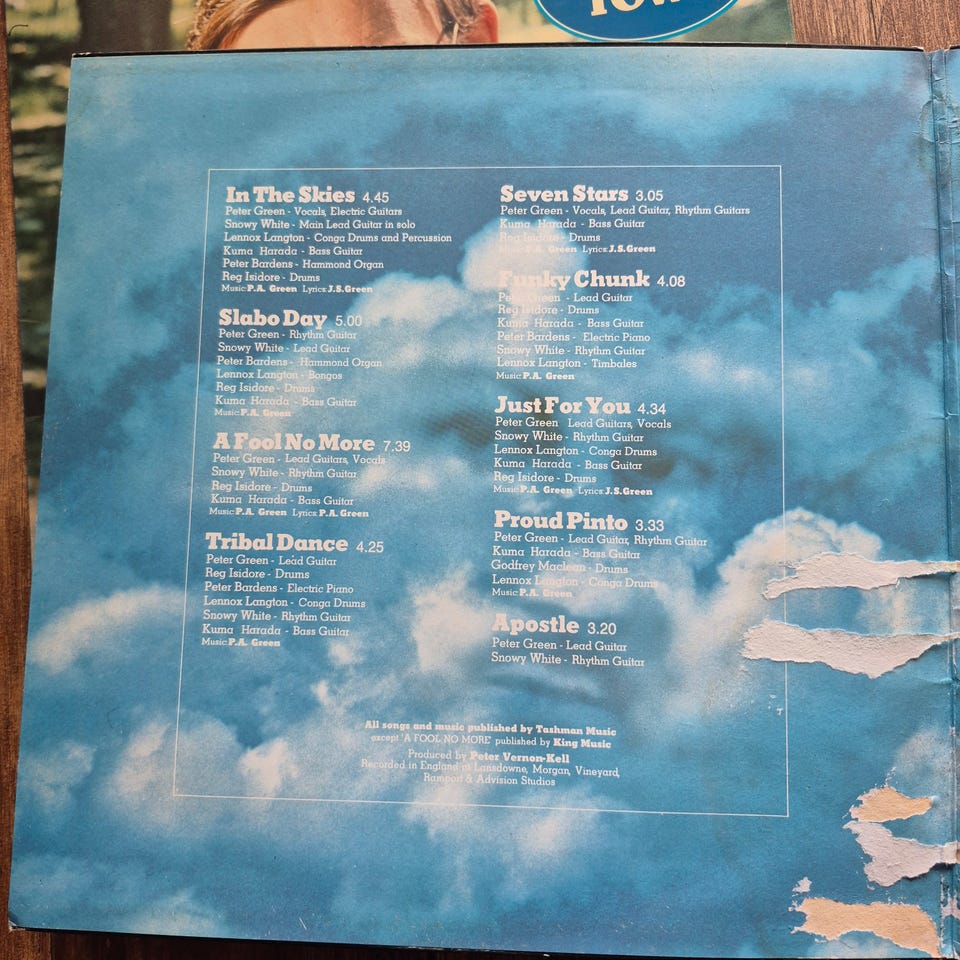 In The Skies 4.45
Peter Green - Vocals, Electric Guitars
Snowy White - Main Lead Guitar in solo
Lennox Langton - Conga Drums and Percussion
Kuma Harada - Bass Guitar
Peter Bardens - Hammond Organ
Reg Isidore - Drums
Music: P.A. Green Lyrics: J.S.Green
Slabo Day 5.00
Peter Green - Rhythm Guitar
Snowy White - Lead Guitar
Peter Bardens - Hammond Organ
Lennox Langton - Bongos
Reg Isidore - Drums
Kuma Harada - Bass Guitar
Music: P.A. Green
A Fool No More 7.39
Peter Green - Lead Guitars, Vocals
Snowy White - Rhythm Guitar
Reg Isidore - Drums
Kuma Harada - Bass Guitar
Music: P.A. Green Lyrics: P.A. Green
Tribal Dance 4.25
Peter Green - Lead Guitar
Reg Isidore - Drums
Peter Bardens - Electric Piano
Lennox Langton - Conga Drums
Snowy White - Rhythm Guitar
Kuma Harada - Bass Guitar
Music: P.A. Green
Seven Stars 3.05
Peter Green - Vocals, Lead Guitar, Rhythm Guitars
Kuma Harada - Bass Guitar
Reg Isidore - Drums
Music: P.A. Green Lyrics: J.S.Green
Funky Chunk 4.08
Peter Green - Lead Guitar
Reg Isidore - Drums
Kuma Harada - Bass Guitar
Peter Bardens - Electric Piano
Snowy White - Rhythm Guitar
Lennox Langton - Timbales
Music: P.A. Green
Just For You 4.34
Peter Green Lead Guitars, Vocals
Snowy White - Rhythm Guitar
Lennox Langton - Conga Drums
Kuma Harada - Bass Guitar
Reg Isidore - Drums
Music: P.A. Green Lyrics: J.S.Green
Proud Pinto 3.33
Peter Green - Lead Guitar, Rhythm Guitar
Kuma Harada - Bass Guitar
Godfrey Maclean - Drums
Lennox Langton - Conga Drums
Music: P.A. Green
Apostle 3.20
Peter Green - Lead Guitar
Snowy White - Rhythm Guitar
All songs and music published by Tashman Music
except 'A FOOL NO MORE' published by King Music
Produced by Peter Vernon-Kell
Recorded in England at Lansdowne, Morgan, Vineyard,
Ramport & Advision Studios